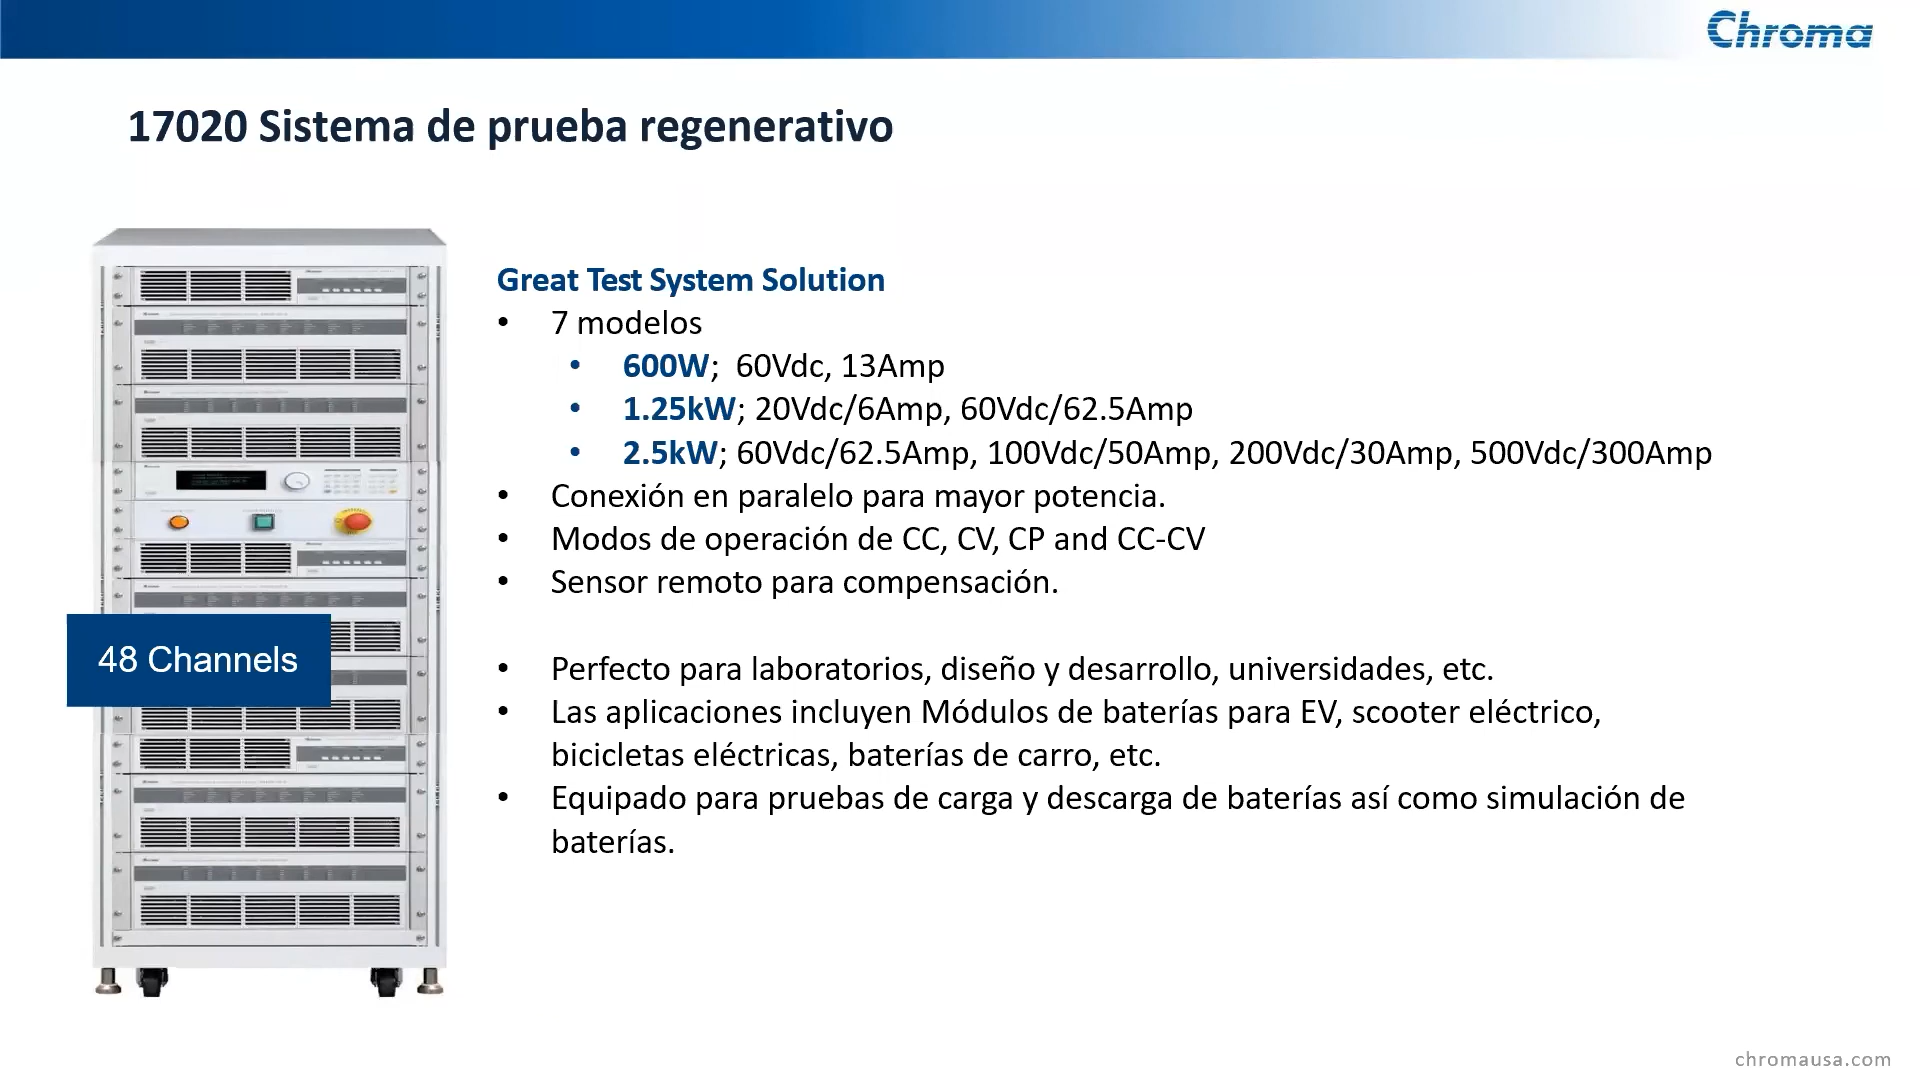 Chroma
17020 Sistema de prueba regenerativo
Great Test System Solution
• 7 modelos
• 600W; 60Vdc, 13Amp
• 1.25kW; 20Vdc/6Amp, 60Vdc/62.5Amp
• 2.5kW; 60Vdc/62.5Amp, 100Vdc/50Amp, 200Vdc/30Amp, 500Vdc/300Amp
• Conexión en paralelo para mayor potencia.
• Modos de operación de CC, CV, CP and CC-CV
• Sensor remoto para compensación.
48 Channels
• Perfecto para laboratorios, diseño y desarrollo, universidades, etc.
• Las aplicaciones incluyen Módulos de baterías para EV, scooter eléctrico,
bicicletas eléctricas, baterías de carro, etc.
• Equipado para pruebas de carga y descarga de baterías así como simulación de
baterías.
chromausa.com